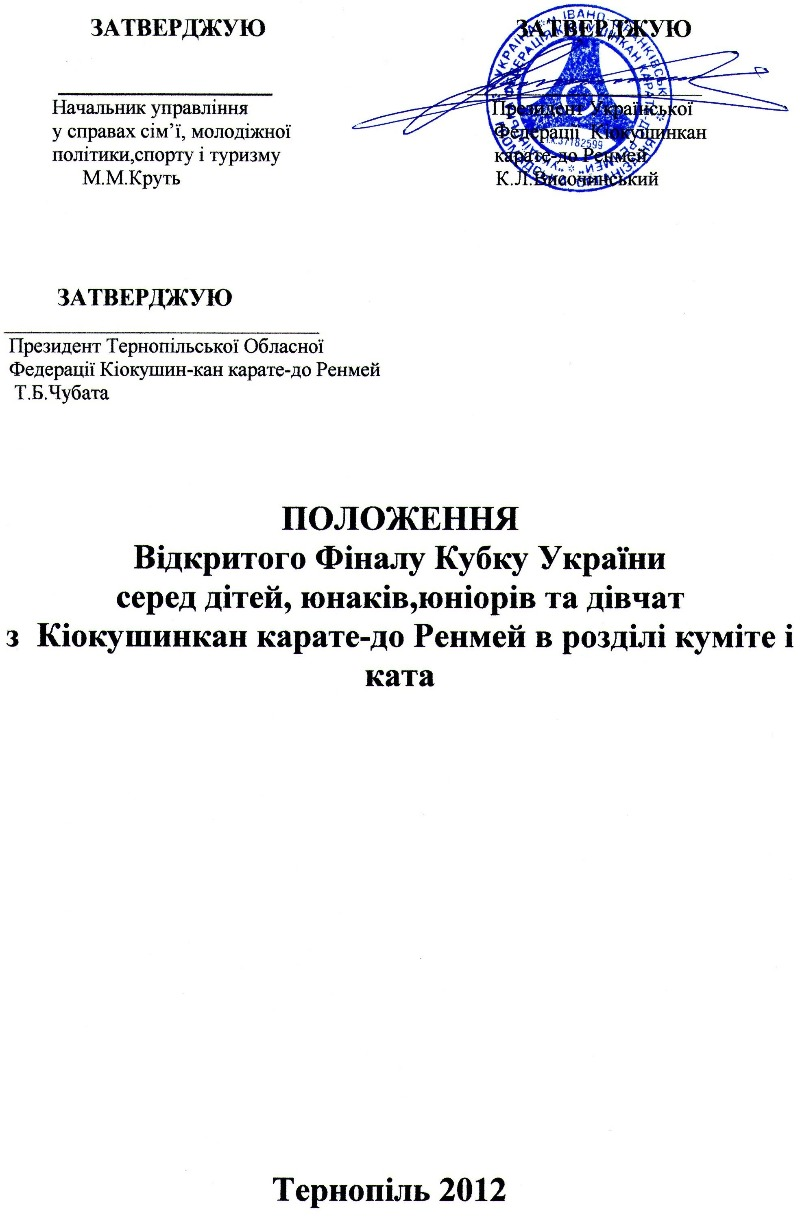 ЗАТВЕРДЖУЮ
Начальник управління
у справах сім’ї, молодіжної
політики,спорту і туризму
М.М.Круть
ЗАТВЕРДЖУЮ
Президент Української
Федерації Кіокушинкан
карате-до Ренмей
К.Л.Височинський
37182599
ЗАТВЕРДЖУЮ
Президент Тернопільської Обласної
Федерації Кіокушин-кан карате-до Ренмей
Т.Б.Чубата
ПОЛОЖЕННЯ
Відкритого Фіналу Кубку України
серед дітей, юнаків,юніорів та дівчат
з Кіокушинкан карате-до Ренмей в розділі куміте і
ката
Тернопіль 2012